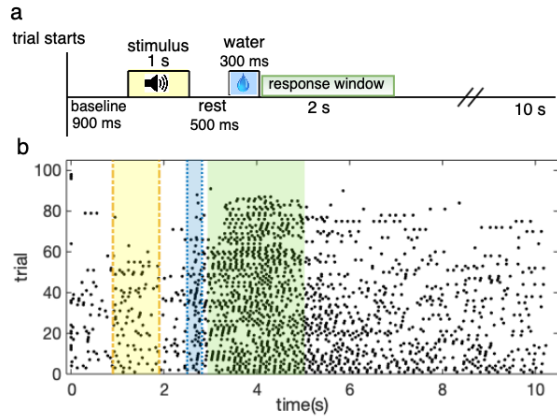 a
trial starts
stimulus
1 s
water
300 ms
response window
baseline
900 ms
rest
500 ms
2 s
10 s
b
100
80
60
40
20
0
trial
0 2 4 6 8 10
time(s)